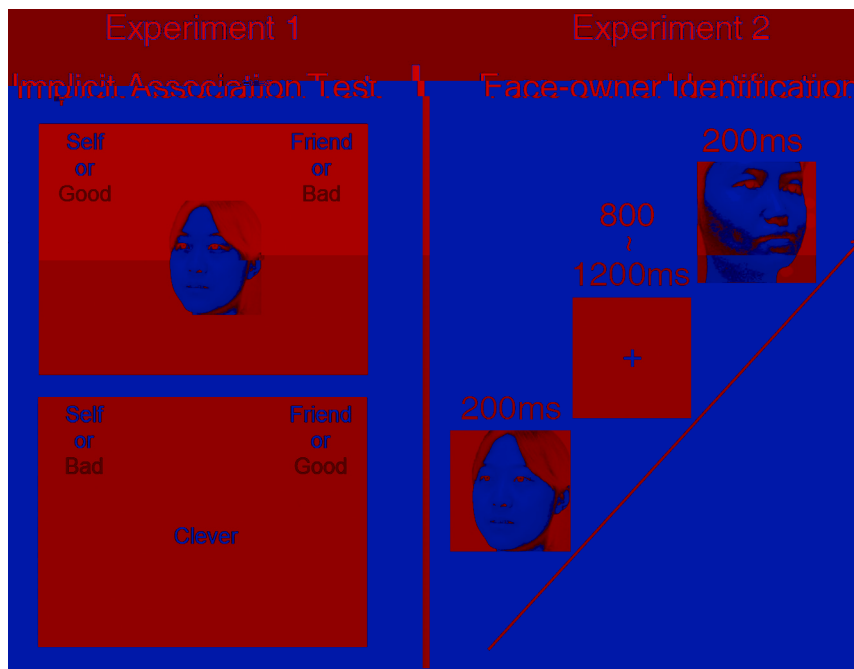 Experiment 1
Implicit Association Test
Self
or
Good
Friend
or
Bad
Self
or
Bad
Friend
or
Good
Clever
Experiment 2
Face-owner Identification
200ms
800
~
1200ms
200ms